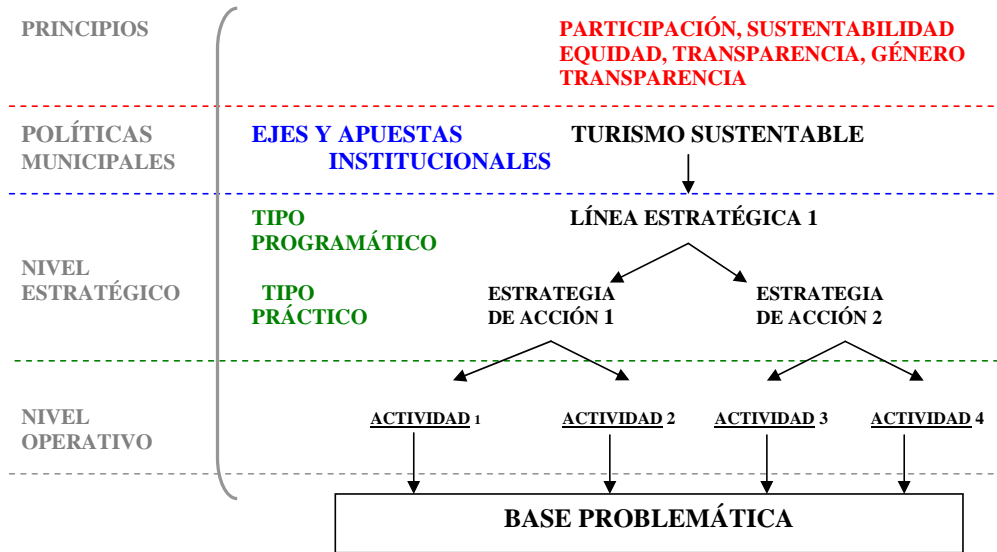 PRINCIPIOS
PARTICIPACIÓN, SUSTENTABILIDAD
EQUIDAD, TRANSPARENCIA, GÉNERO
TRANSPARENCIA
POLÍTICAS
MUNICIPALES
EJES Y APUESTAS
INSTITUCIONALES
TURISMO SUSTENTABLE
NIVEL
ESTRATÉGICO
TIPO
PROGRAMÁTICO
LÍNEA ESTRATÉGICA 1
TIPO
PRÁCTICO
ESTRATEGIA
DE ACCIÓN 1
ESTRATEGIA
DE ACCIÓN 2
NIVEL
OPERATIVO
ACTIVIDAD 1
ACTIVIDAD 2
ACTIVIDAD 3
ACTIVIDAD 4
BASE PROBLEMÁTICA